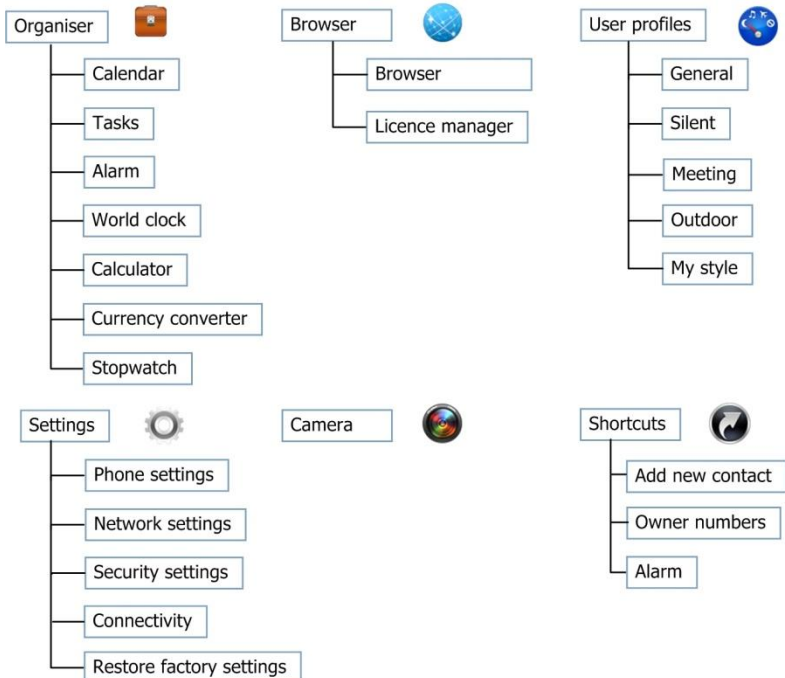 Organiser
Calendar
Tasks
Alarm
World clock
Calculator
Currency converter
Stopwatch
Browser
Browser
Licence manager
User profiles
General
Silent
Meeting
Outdoor
My style
Settings
Phone settings
Network settings
Security settings
Connectivity
Restore factory settings
Camera
Shortcuts
Add new contact
Owner numbers
Alarm